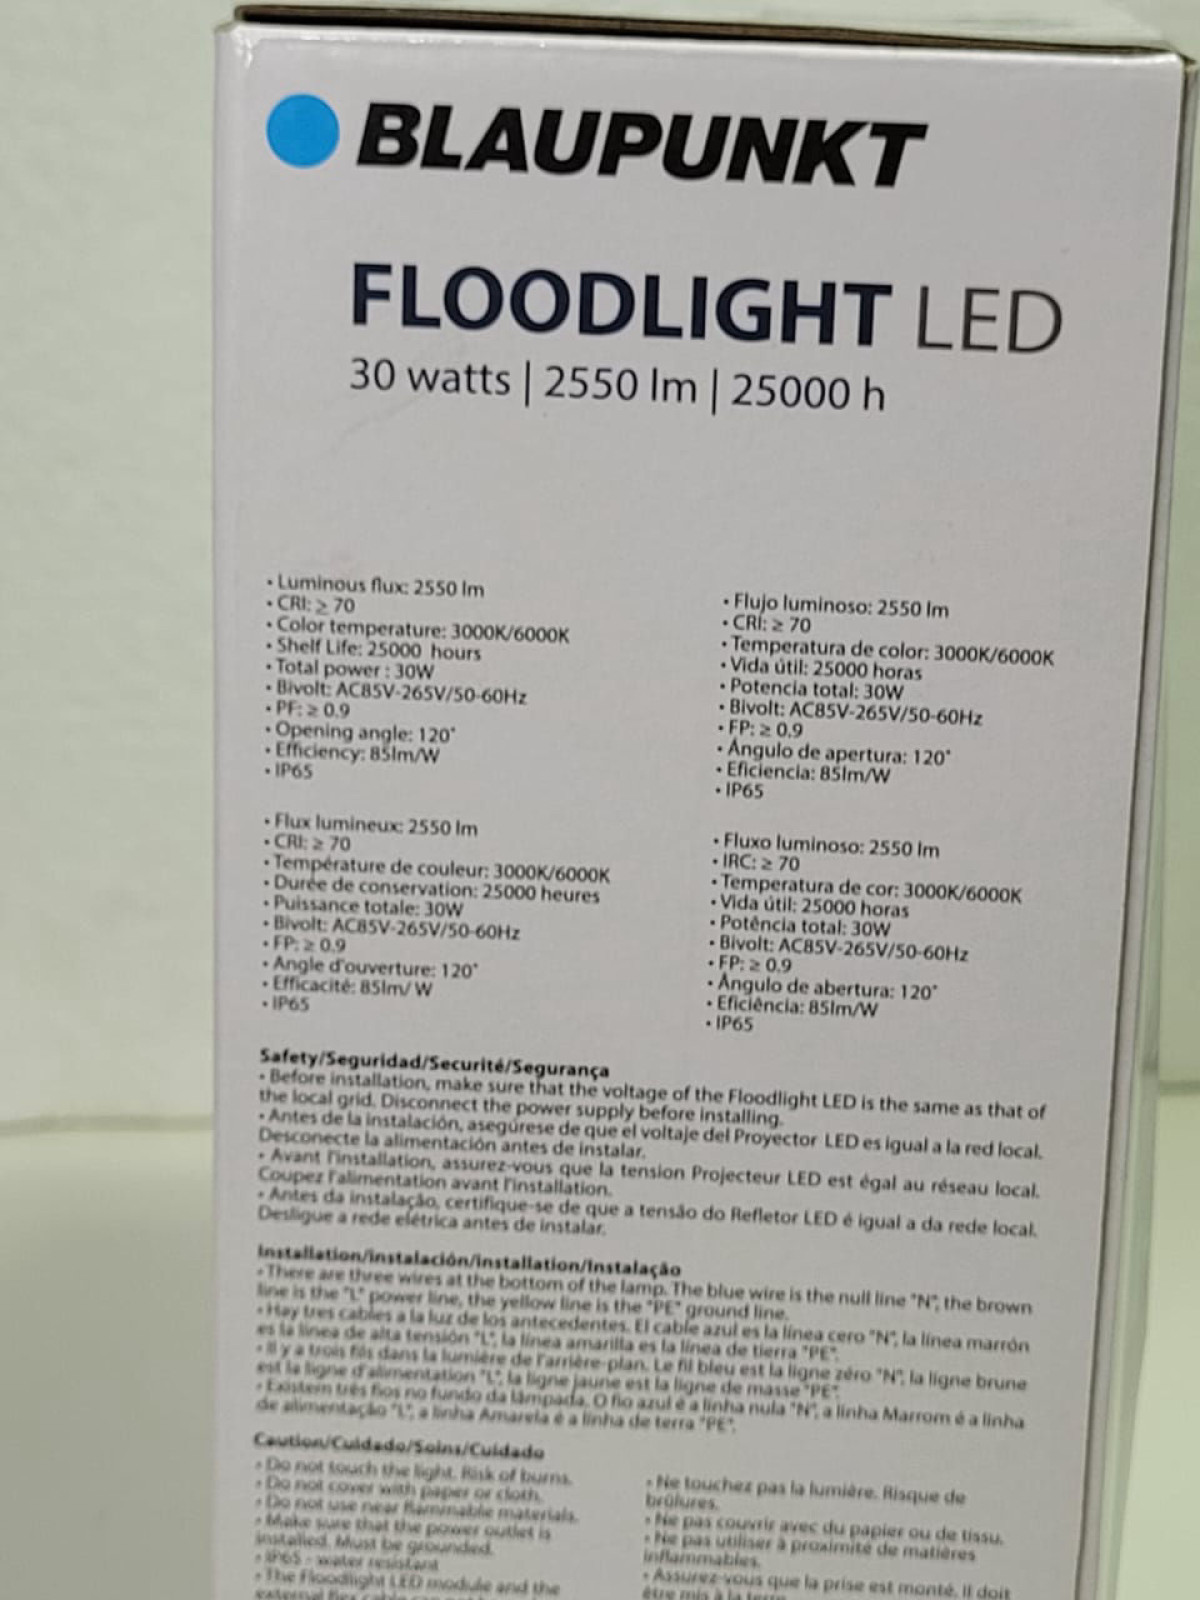 BLAUPUNKT
FLOODLIGHT LED
30 watts | 2550 lm | 25000 h
• Luminous flux: 2550 lm
• CRI: ≥ 70
• Color temperature: 3000K/6000K
• Shelf Life: 25000 hours
• Total power : 30W
• Bivolt: AC85V-265V/50-60Hz
• PF: ≥ 0.9
• Opening angle: 120°
• Efficiency: 85lm/W
• IP65
• Flujo luminoso: 2550 lm
• CRI: ≥ 70
• Temperatura de color: 3000K/6000K
• Vida útil: 25000 horas
• Potencia total: 30W
• Bivolt: AC85V-265V/50-60Hz
• FP: ≥ 0.9
• Ángulo de apertura: 120°
• Eficiencia: 85lm/W
• IP65
• Flux lumineux: 2550 lm
• CRI: ≥ 70
• Température de couleur: 3000K/6000K
• Durée de conservation: 25000 heures
• Puissance totale: 30W
• Bivolt: AC85V-265V/50-60Hz
• FP: ≥ 0.9
• Angle d'ouverture: 120°
• Efficacité: 85lm/ W
• IP65
• Fluxo luminoso: 2550 lm
• IRC: ≥ 70
• Temperatura de cor: 3000K/6000K
• Vida útil: 25000 horas
• Potência total: 30W
• Bivolt: AC85V-265V/50-60Hz
• FP: ≥ 0.9
• Ângulo de abertura: 120°
• Eficiência: 85lm/W
• IP65
Safety/Seguridad/Securité/Segurança
• Before installation, make sure that the voltage of the Floodlight LED is the same as that of
the local grid. Disconnect the power supply before installing.
• Antes de la instalación, asegúrese de que el voltaje del Proyector LED es igual a la red local.
Desconecte la alimentación antes de instalar.
• Avant l'installation, assurez-vous que la tension Projecteur LED est égal au réseau local.
Coupez l'alimentation avant l'installation.
• Antes da instalação, certifique-se de que a tensão do Refletor LED é igual a da rede local.
Desligue a rede elétrica antes de instalar.
Installation/instalación/installation/Instalação
• There are three wires at the bottom of the lamp. The blue wire is the null line "N", the brown
line is the "L" power line, the yellow line is the "PE" ground line.
• Hay tres cables a la luz de los antecedentes. El cable azul es la línea cero "N", la línea marrón
es la línea de alta tensión "L", la línea amarilla es la línea de tierra "PE".
• Il y a trois fils dans la lumière de l'arrière-plan. Le fil bleu est la ligne zéro "N", la ligne brune
est la ligne d'alimentation "L", la ligne jaune est la ligne de masse "PE".
• Existem três fios no fundo da lâmpada. O fio azul é a linha nula "N", a linha Marrom é a linha
de alimentação "L", a linha Amarela é a linha de terra "PE".
Caution/Cuidado/Soins/Cuidado
• Do not touch the light. Risk of burns.
• Do not cover with paper or cloth.
• Do not use near flammable materials.
• Make sure that the power outlet is
installed. Must be grounded.
• IP65 - water resistant
• The Floodlight LED module and the
external flex cable can not
• Ne touchez pas la lumière. Risque de
brûlures.
• Ne pas couvrir avec du papier ou de tissu.
• Ne pas utiliser à proximité de matières
inflammables.
• Assurez-vous que la prise est monté. Il doit
être mis à la terre